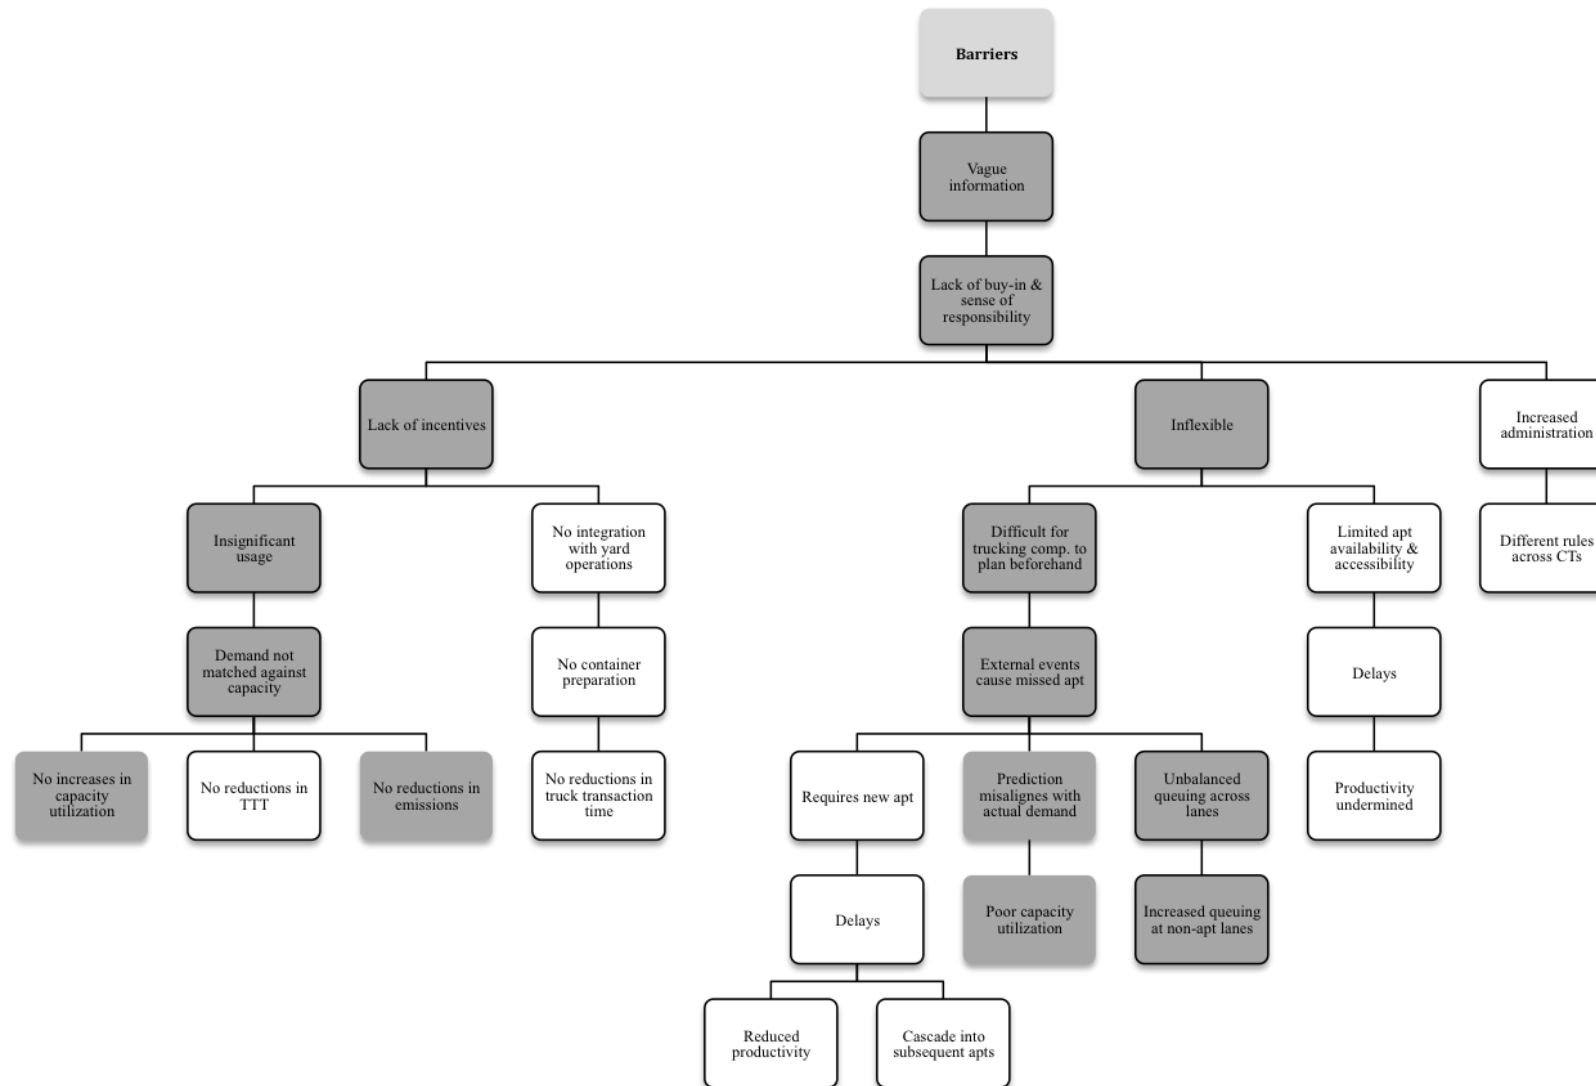 Barriers
Vague
information
Lack of buy-in &
sense of
responsibility
Lack of incentives
Inflexible
Increased
administration
Insignificant
usage
No integration
with yard
operations
Difficult for
trucking comp. to
plan beforehand
Limited apt
availability &
accessibility
Different rules
across CTs
Demand not
matched against
capacity
No container
preparation
External events
cause missed apt
Delays
No increases in
capacity
utilization
No reductions in
TTT
No reductions in
emissions
No reductions in
truck transaction
time
Requires new apt
Prediction
misalignes with
actual demand
Unbalanced
queuing across
lanes
Productivity
undermined
Delays
Poor capacity
utilization
Increased queuing
at non-apt lanes
Reduced
productivity
Cascade into
subsequent apts